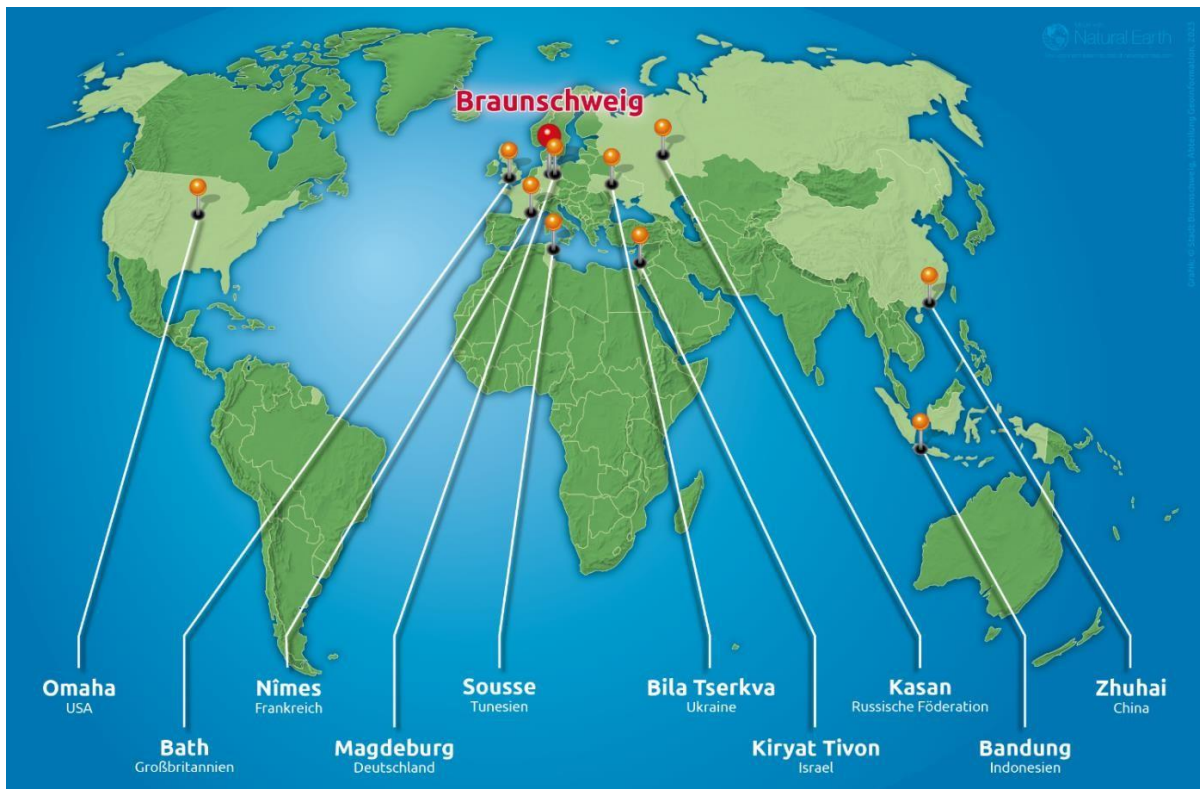 Natural Earth
Braunschweig
Omaha
USA
Nîmes
Frankreich
Sousse
Tunesien
Bila Tserkva
Ukraine
Kasan
Russische Föderation
Zhuhai
China
Bath
Großbritannien
Magdeburg
Deutschland
Kiryat Tivon
Israel
Bandung
Indonesien